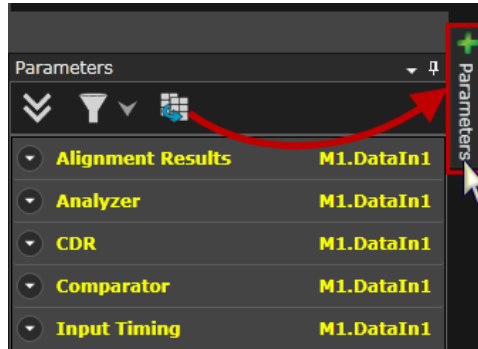 Parameters
Alignment Results M1.DataIn1
Analyzer M1.DataIn1
CDR M1.DataIn1
Comparator M1.DataIn1
Input Timing M1.DataIn1
Parameters